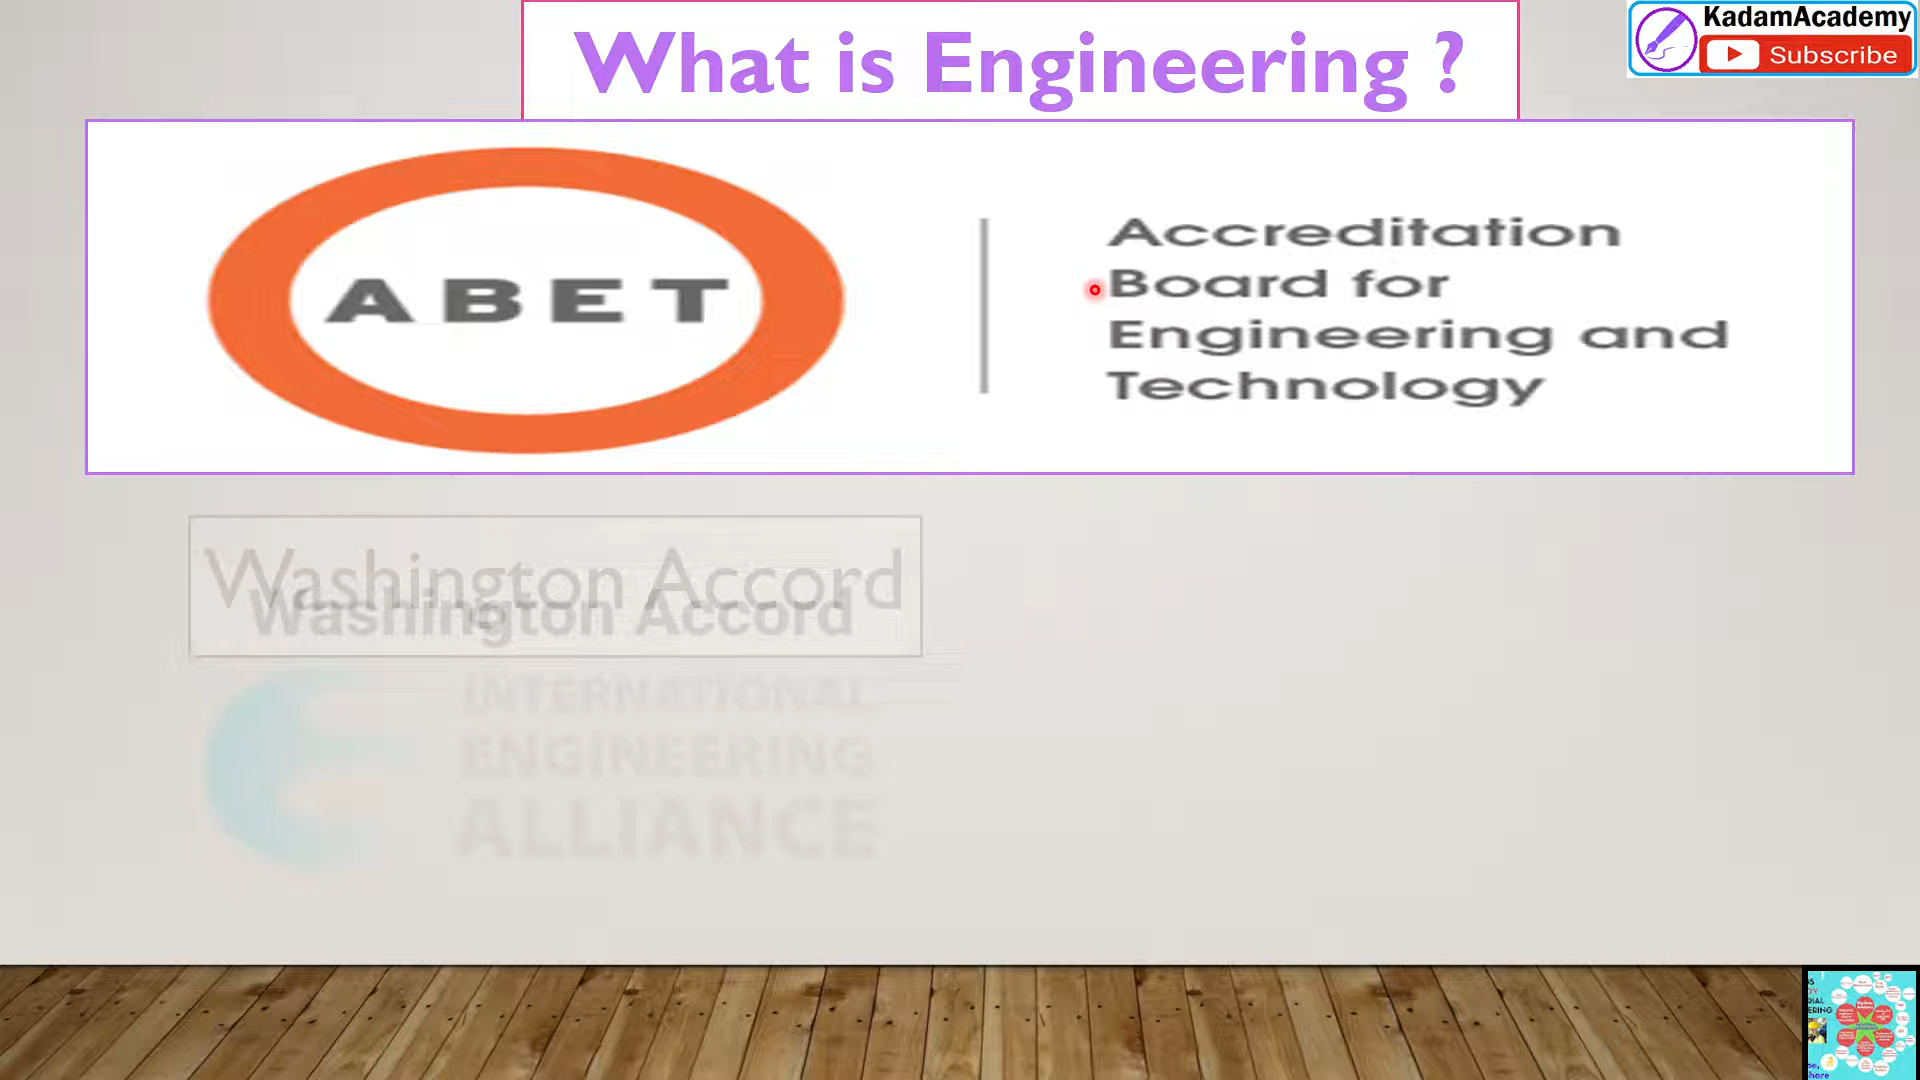 What is Engineering ?
KadamAcademy
Subscribe
ABET
Accreditation
Board for
Engineering and
Technology
Washington Accord
Washington Accord
INTERNATIONAL
ENGINEERING
ALLIANCE